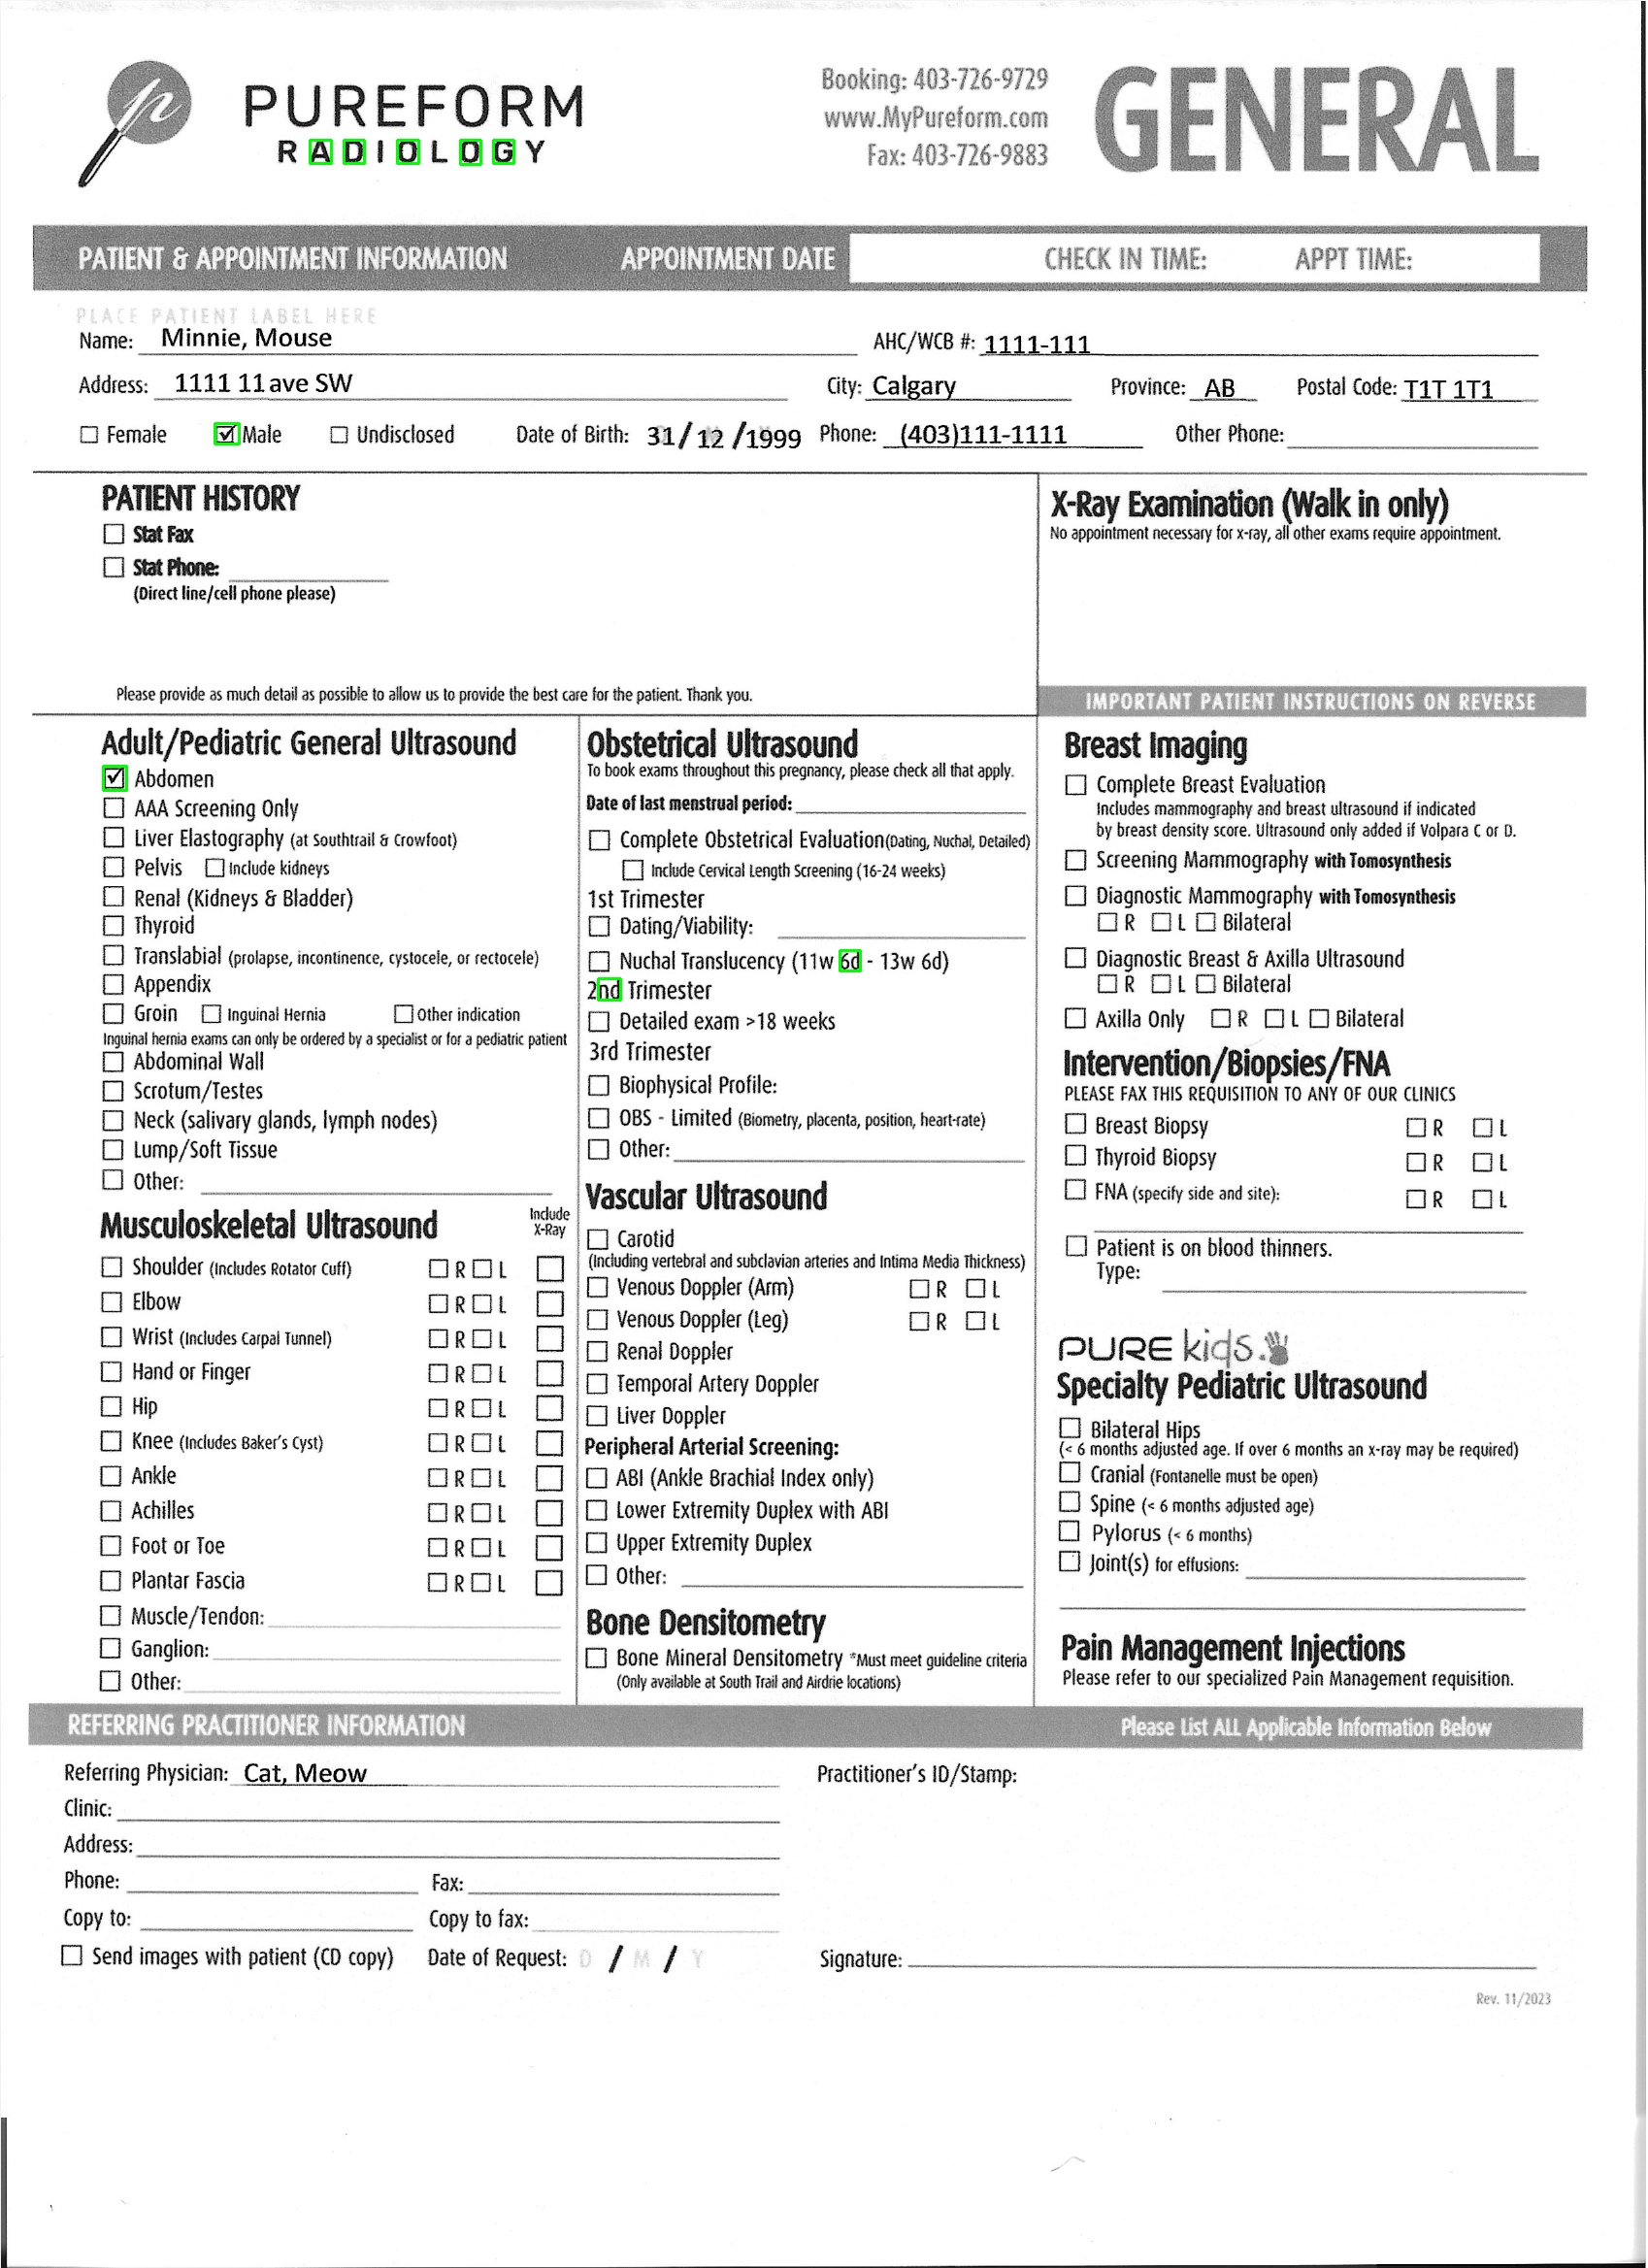 PUREFORM
RADIOLOGY
Booking: 403-726-9729
www.MyPureform.com
Fax: 403-726-9883
GENERAL
PATIENT & APPOINTMENT INFORMATION APPOINTMENT DATE CHECK IN TIME: APPT TIME:
PLACE PATIENT LABEL HERE
Name: Minnie, Mouse AHC/WCB #: 1111-111
Address: 1111 11 ave SW City: Calgary Province: AB Postal Code: T1T 1T1
☐ Female ☑ Male ☐ Undisclosed Date of Birth: 31/ 12 /1999 Phone: (403)111-1111 Other Phone:
PATIENT HISTORY
☐ Stat Fax
☐ Stat Phone:
(Direct line/cell phone please)
Please provide as much detail as possible to allow us to provide the best care for the patient. Thank you.
X-Ray Examination (Walk in only)
No appointment necessary for x-ray, all other exams require appointment.
IMPORTANT PATIENT INSTRUCTIONS ON REVERSE
Adult/Pediatric General Ultrasound
☑ Abdomen
☐ AAA Screening Only
☐ Liver Elastography (at Southtrail & Crowfoot)
☐ Pelvis ☐ Include kidneys
☐ Renal (Kidneys & Bladder)
☐ Thyroid
☐ Translabial (prolapse, incontinence, cystocele, or rectocele)
☐ Appendix
☐ Groin ☐ Inguinal Hernia ☐ Other indication
Inguinal hernia exams can only be ordered by a specialist or for a pediatric patient
☐ Abdominal Wall
☐ Scrotum/Testes
☐ Neck (salivary glands, lymph nodes)
☐ Lump/Soft Tissue
☐ Other:
Musculoskeletal Ultrasound Include X-Ray
☐ Shoulder (Includes Rotator Cuff) ☐ R ☐ L ☐
☐ Elbow ☐ R ☐ L ☐
☐ Wrist (Includes Carpal Tunnel) ☐ R ☐ L ☐
☐ Hand or Finger ☐ R ☐ L ☐
☐ Hip ☐ R ☐ L ☐
☐ Knee (Includes Baker's Cyst) ☐ R ☐ L ☐
☐ Ankle ☐ R ☐ L ☐
☐ Achilles ☐ R ☐ L ☐
☐ Foot or Toe ☐ R ☐ L ☐
☐ Plantar Fascia ☐ R ☐ L ☐
☐ Muscle/Tendon:
☐ Ganglion:
☐ Other:
Obstetrical Ultrasound
To book exams throughout this pregnancy, please check all that apply.
Date of last menstrual period:
☐ Complete Obstetrical Evaluation(Dating, Nuchal, Detailed)
☐ Include Cervical Length Screening (16-24 weeks)
1st Trimester
☐ Dating/Viability:
☐ Nuchal Translucency (11w 6d - 13w 6d)
2nd Trimester
☐ Detailed exam >18 weeks
3rd Trimester
☐ Biophysical Profile:
☐ OBS - Limited (Biometry, placenta, position, heart-rate)
☐ Other:
Vascular Ultrasound
☐ Carotid
(Including vertebral and subclavian arteries and Intima Media Thickness)
☐ Venous Doppler (Arm) ☐ R ☐ L
☐ Venous Doppler (Leg) ☐ R ☐ L
☐ Renal Doppler
☐ Temporal Artery Doppler
☐ Liver Doppler
Peripheral Arterial Screening:
☐ ABI (Ankle Brachial Index only)
☐ Lower Extremity Duplex with ABI
☐ Upper Extremity Duplex
☐ Other:
Bone Densitometry
☐ Bone Mineral Densitometry *Must meet guideline criteria
(Only available at South Trail and Airdrie locations)
Breast Imaging
☐ Complete Breast Evaluation
Includes mammography and breast ultrasound if indicated
by breast density score. Ultrasound only added if Volpara C or D.
☐ Screening Mammography with Tomosynthesis
☐ Diagnostic Mammography with Tomosynthesis
☐ R ☐ L ☐ Bilateral
☐ Diagnostic Breast & Axilla Ultrasound
☐ R ☐ L ☐ Bilateral
☐ Axilla Only ☐ R ☐ L ☐ Bilateral
Intervention/Biopsies/FNA
PLEASE FAX THIS REQUISITION TO ANY OF OUR CLINICS
☐ Breast Biopsy ☐ R ☐ L
☐ Thyroid Biopsy ☐ R ☐ L
☐ FNA (specify side and site): ☐ R ☐ L
☐ Patient is on blood thinners.
Type:
PURE kids.
Specialty Pediatric Ultrasound
☐ Bilateral Hips
(< 6 months adjusted age. If over 6 months an x-ray may be required)
☐ Cranial (Fontanelle must be open)
☐ Spine (< 6 months adjusted age)
☐ Pylorus (< 6 months)
☐ Joint(s) for effusions:
Pain Management Injections
Please refer to our specialized Pain Management requisition.
REFERRING PRACTITIONER INFORMATION Please List ALL Applicable Information Below
Referring Physician: Cat, Meow Practitioner's ID/Stamp:
Clinic:
Address:
Phone: Fax:
Copy to: Copy to fax:
☐ Send images with patient (CD copy) Date of Request: D / M / Y Signature:
Rev. 11/2023